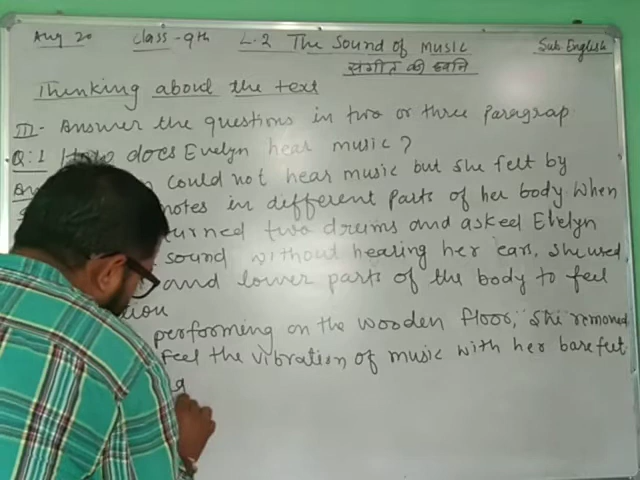 Aug 20 Class - 9th L.2 The Sound of Music Sub English
संगीत की ध्वनि
Thinking about the text
III - Answer the questions in two or three Paragrap
Q: 1 How does Evelyn hear music?
Ans could not hear music but she felt by
notes in different parts of her body. When
turned two drums and asked Evelyn
sound without hearing her ears, she used
and lower parts of the body to feel
tion
performing on the wooden floor, she removed
feel the vibration of music with her bare feet